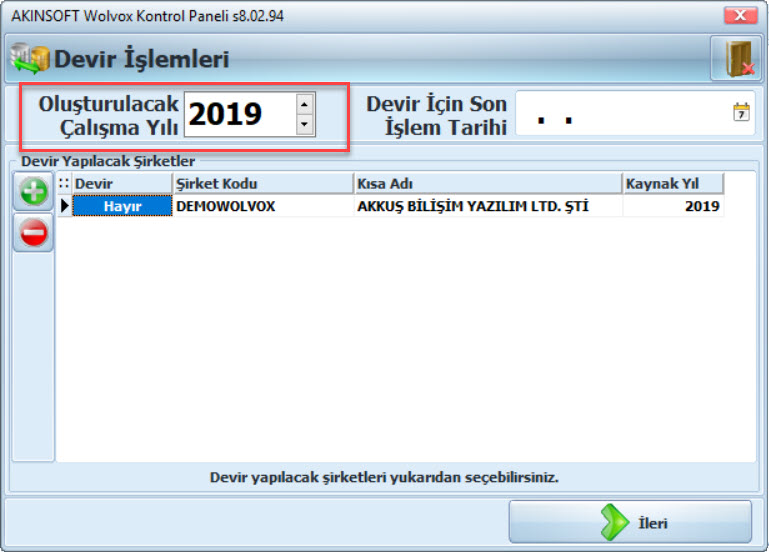 AKINSOFT Wolvox Kontrol Paneli s8.02.94
Devir İşlemleri
Oluşturulacak
Çalışma Yılı
2019
Devir İçin Son
İşlem Tarihi
. .
7
Devir Yapılacak Şirketler
Devir Şirket Kodu Kısa Adı Kaynak Yıl
Hayır DEMOWOLVOX AKKUŞ BİLİŞİM YAZILIM LTD. ŞTİ 2019
Devir yapılacak şirketleri yukarıdan seçebilirsiniz.
İleri